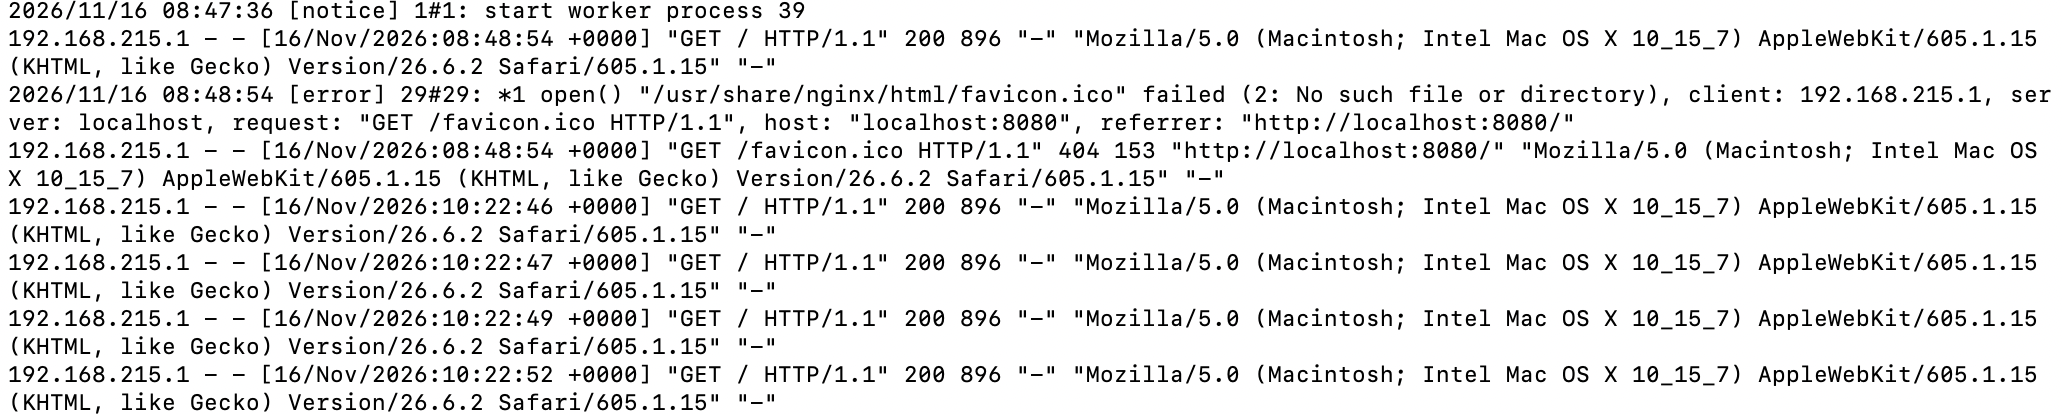 2026/11/16 08:47:36 [notice] 1#1: start worker process 39
192.168.215.1 - - [16/Nov/2026:08:48:54 +0000] "GET / HTTP/1.1" 200 896 "-" "Mozilla/5.0 (Macintosh; Intel Mac OS X 10_15_7) AppleWebKit/605.1.15
(KHTML, like Gecko) Version/26.6.2 Safari/605.1.15" "-"
2026/11/16 08:48:54 [error] 29#29: *1 open() "/usr/share/nginx/html/favicon.ico" failed (2: No such file or directory), client: 192.168.215.1, ser
ver: localhost, request: "GET /favicon.ico HTTP/1.1", host: "localhost:8080", referrer: "http://localhost:8080/"
192.168.215.1 - - [16/Nov/2026:08:48:54 +0000] "GET /favicon.ico HTTP/1.1" 404 153 "http://localhost:8080/" "Mozilla/5.0 (Macintosh; Intel Mac OS
X 10_15_7) AppleWebKit/605.1.15 (KHTML, like Gecko) Version/26.6.2 Safari/605.1.15" "-"
192.168.215.1 - - [16/Nov/2026:10:22:46 +0000] "GET / HTTP/1.1" 200 896 "-" "Mozilla/5.0 (Macintosh; Intel Mac OS X 10_15_7) AppleWebKit/605.1.15
(KHTML, like Gecko) Version/26.6.2 Safari/605.1.15" "-"
192.168.215.1 - - [16/Nov/2026:10:22:47 +0000] "GET / HTTP/1.1" 200 896 "-" "Mozilla/5.0 (Macintosh; Intel Mac OS X 10_15_7) AppleWebKit/605.1.15
(KHTML, like Gecko) Version/26.6.2 Safari/605.1.15" "-"
192.168.215.1 - - [16/Nov/2026:10:22:49 +0000] "GET / HTTP/1.1" 200 896 "-" "Mozilla/5.0 (Macintosh; Intel Mac OS X 10_15_7) AppleWebKit/605.1.15
(KHTML, like Gecko) Version/26.6.2 Safari/605.1.15" "-"
192.168.215.1 - - [16/Nov/2026:10:22:52 +0000] "GET / HTTP/1.1" 200 896 "-" "Mozilla/5.0 (Macintosh; Intel Mac OS X 10_15_7) AppleWebKit/605.1.15
(KHTML, like Gecko) Version/26.6.2 Safari/605.1.15" "-"